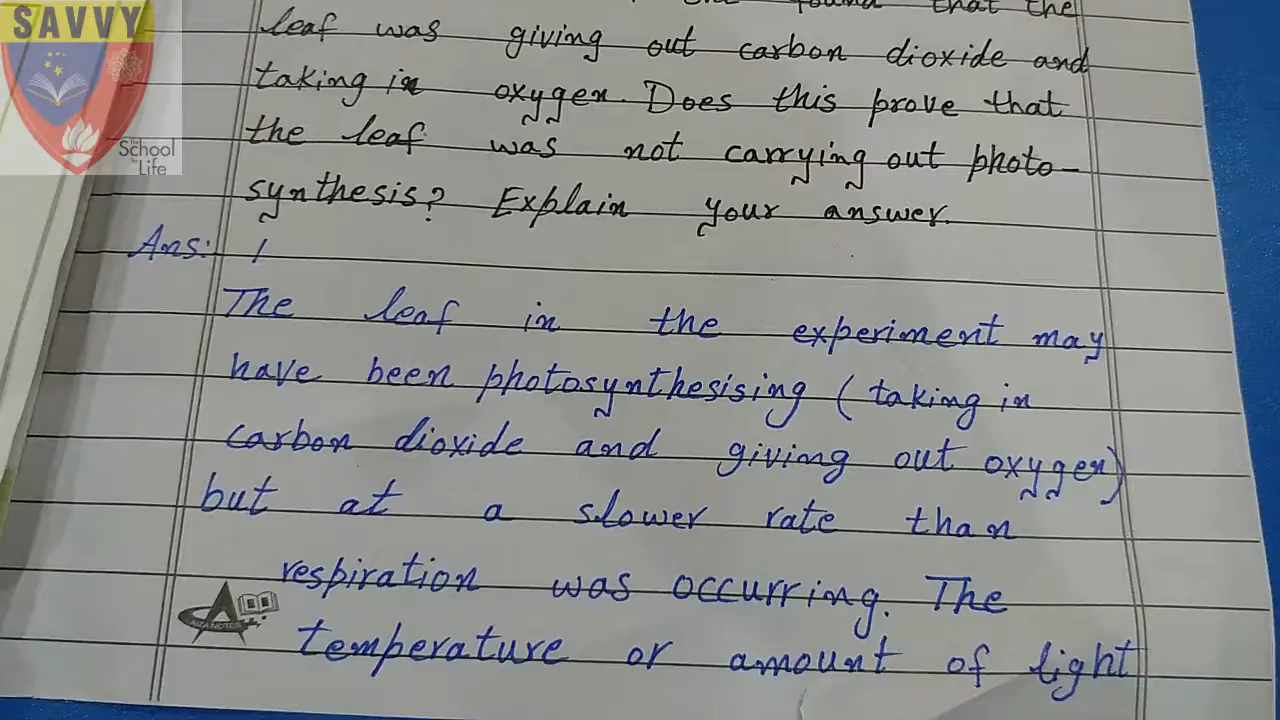 SAVVY
The School for Life
found that the
leaf was giving out carbon dioxide and
taking in oxygen. Does this prove that
the leaf was not carrying out photo-
synthesis? Explain your answer.
Ans: 1
The leaf in the experiment may
have been photosynthesising (taking in
carbon dioxide and giving out oxygen)
but at a slower rate than
respiration was occurring. The
temperature or amount of light